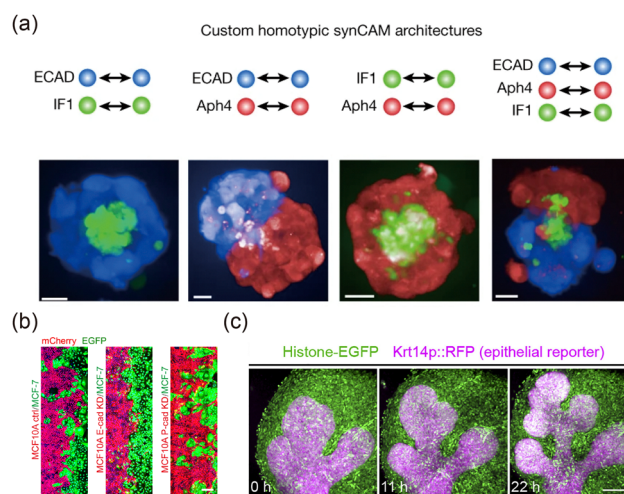 (a)
Custom homotypic synCAM architectures
ECAD
IF1
ECAD
Aph4
IF1
Aph4
ECAD
Aph4
IF1
(b)
mCherry EGFP
MCF10A ctrl/MCF-7
MCF10A E-cad KD/MCF-7
MCF10A P-cad KD/MCF-7
(c)
Histone-EGFP Krt14p::RFP (epithelial reporter)
0 h
11 h
22 h